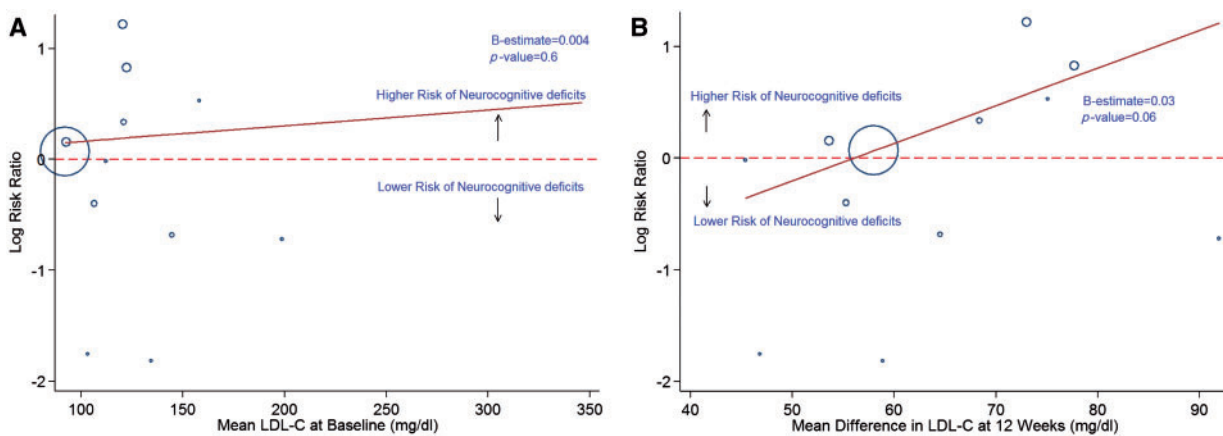 A
1
0
-1
-2
Log Risk Ratio
B-estimate=0.004
p-value=0.6
Higher Risk of Neurocognitive deficits
Lower Risk of Neurocognitive deficits
100 150 200 250 300 350
Mean LDL-C at Baseline (mg/dl)
B
1
0
-1
-2
Log Risk Ratio
Higher Risk of Neurocognitive deficits
B-estimate=0.03
p-value=0.06
Lower Risk of Neurocognitive deficits
40 50 60 70 80 90
Mean Difference in LDL-C at 12 Weeks (mg/dl)